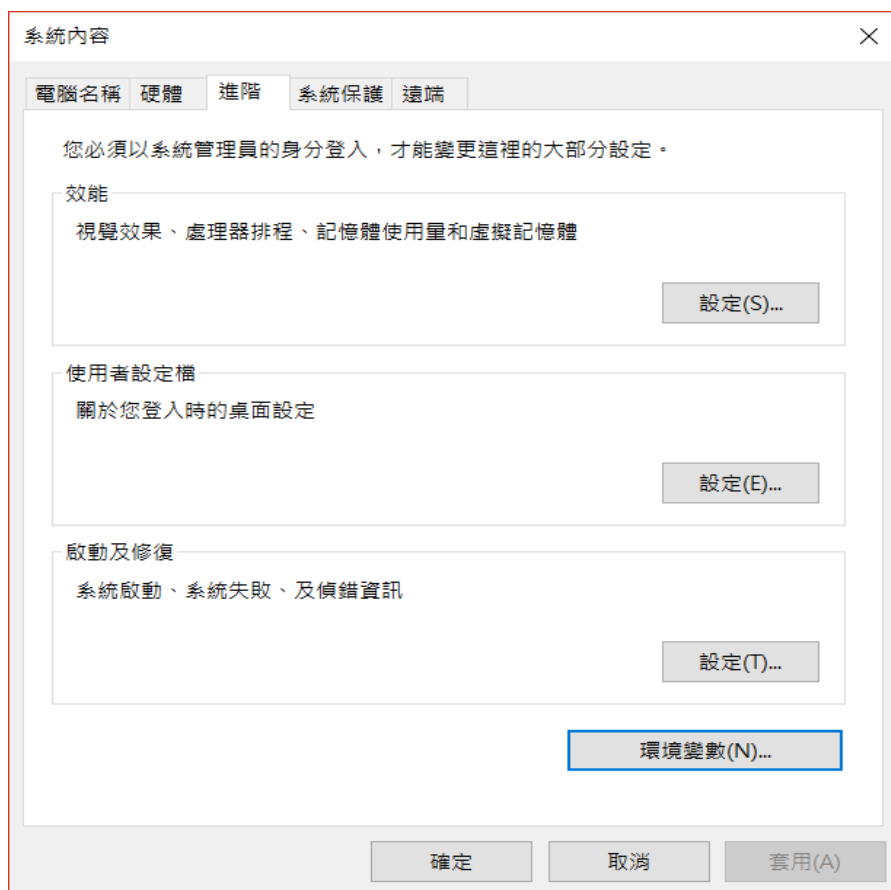 系統內容
電腦名稱 硬體 進階 系統保護 遠端
您必須以系統管理員的身分登入，才能變更這裡的大部分設定。
效能
視覺效果、處理器排程、記憶體使用量和虛擬記憶體
設定(S)...
使用者設定檔
關於您登入時的桌面設定
設定(E)...
啟動及修復
系統啟動、系統失敗、及偵錯資訊
設定(T)...
環境變數(N)...
確定 取消 套用(A)